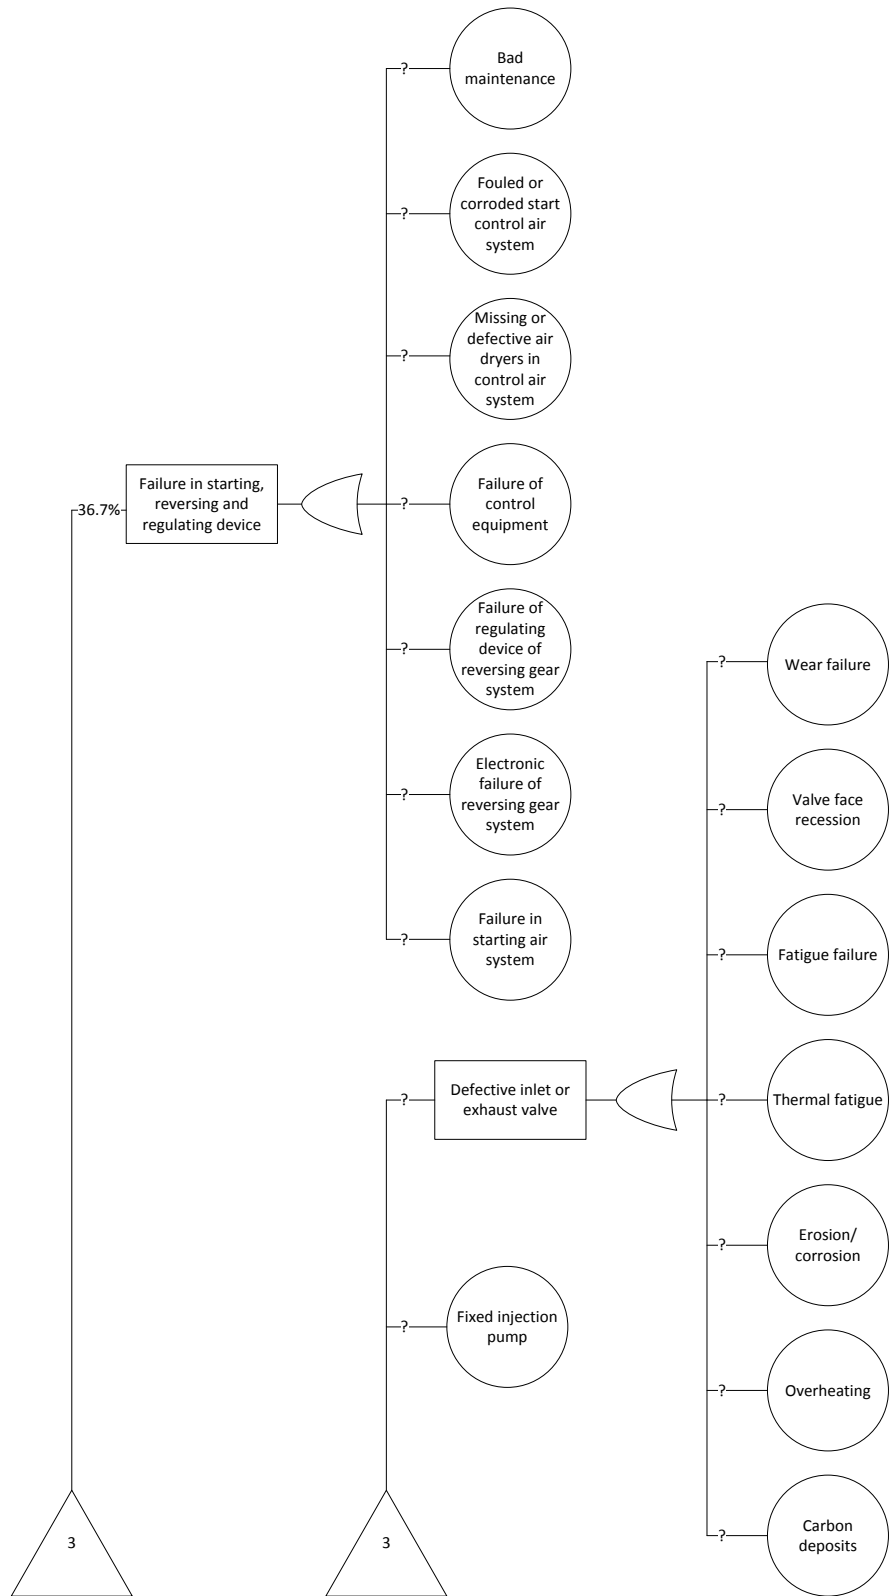 ?
Bad
maintenance
?
Fouled or
corroded start
control air
system
?
Missing or
defective air
dryers in
control air
system
36.7%
Failure in starting,
reversing and
regulating device
?
Failure of
control
equipment
?
Failure of
regulating
device of
reversing gear
system
?
Electronic
failure of
reversing gear
system
?
Failure in
starting air
system
?
Wear failure
?
Valve face
recession
?
Fatigue failure
?
Defective inlet or
exhaust valve
?
Thermal fatigue
?
Erosion/
corrosion
?
Fixed injection
pump
?
Overheating
?
Carbon
deposits
3
3